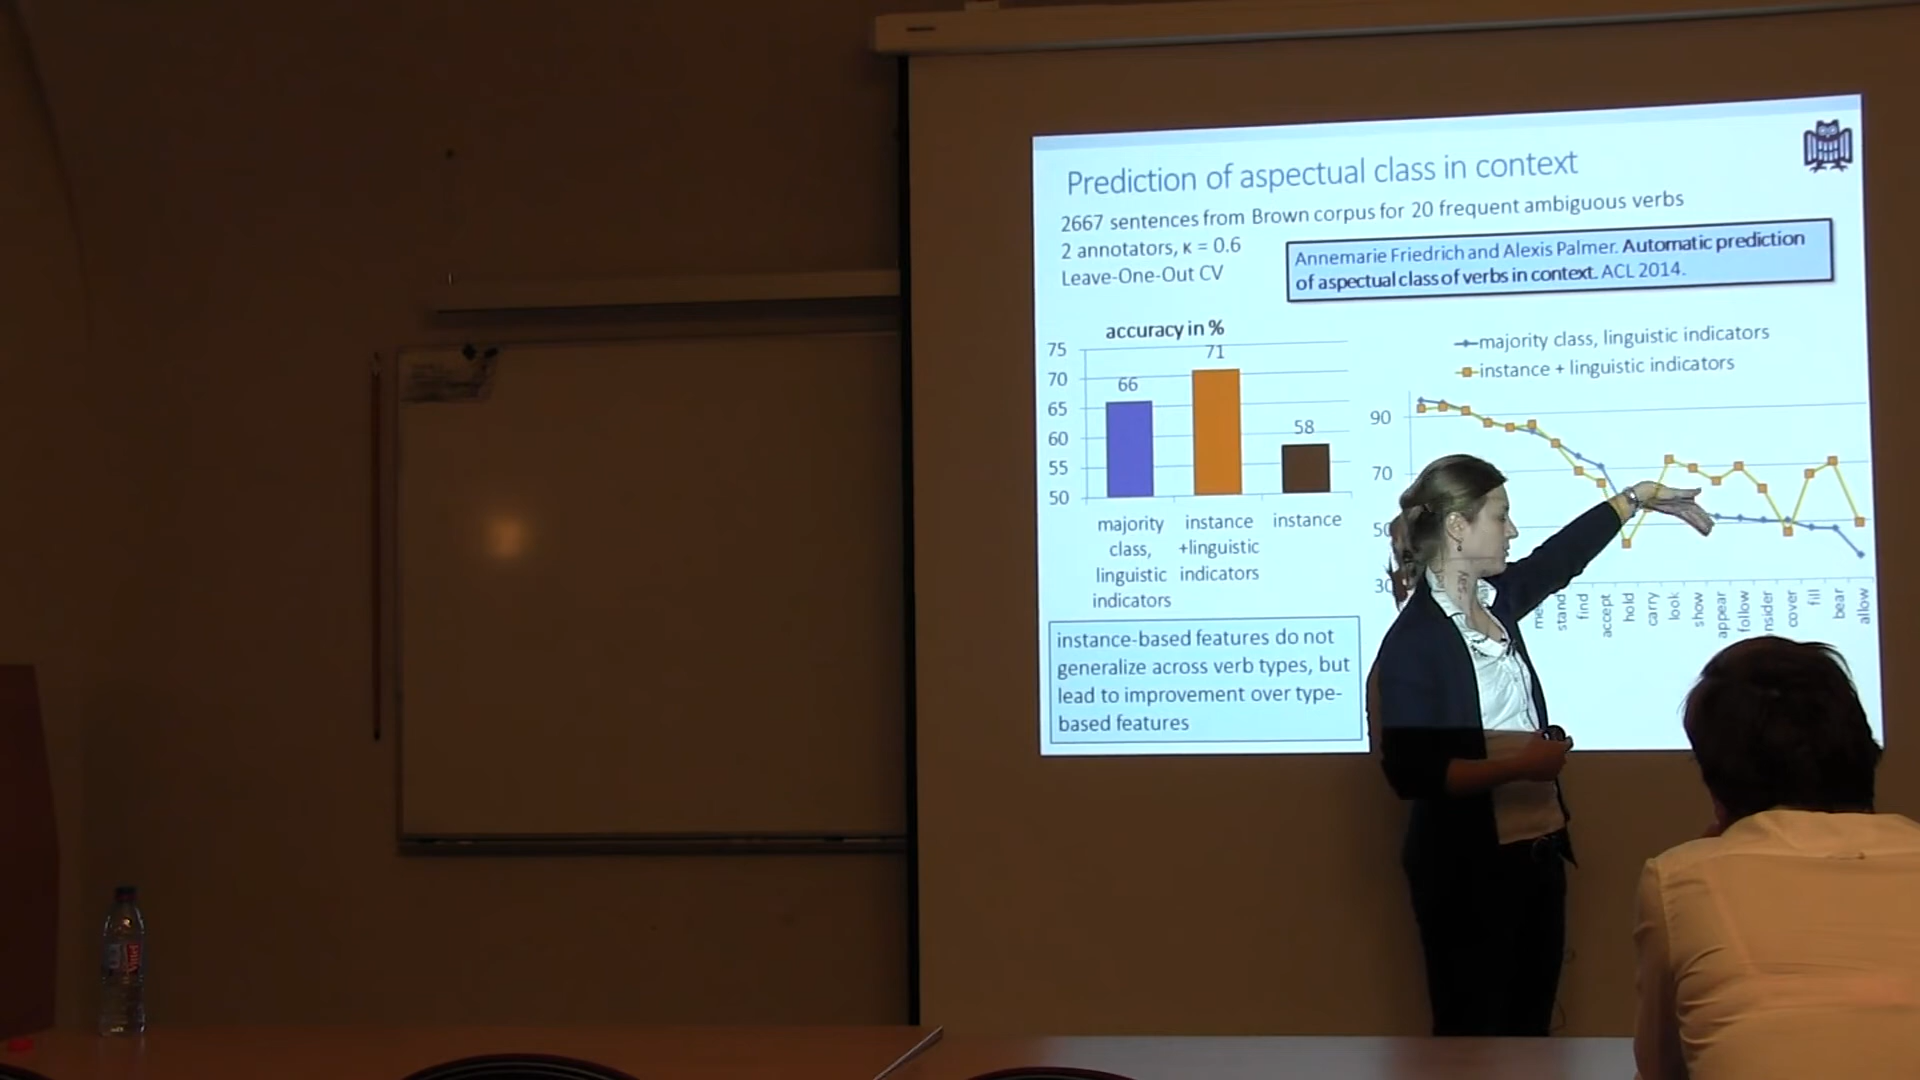 Prediction of aspectual class in context
2667 sentences from Brown corpus for 20 frequent ambiguous verbs
2 annotators, κ = 0.6
Leave-One-Out CV
Annemarie Friedrich and Alexis Palmer. Automatic prediction
of aspectual class of verbs in context. ACL 2014.
accuracy in %
75
70
65
60
55
50
66
71
58
majority
class,
linguistic
indicators
instance
+linguistic
indicators
instance
instance-based features do not
generalize across verb types, but
lead to improvement over type-
based features
majority class, linguistic indicators
instance + linguistic indicators
90
70
50
30
say
stand
find
accept
hold
carry
look
show
appear
follow
nsider
cover
fill
bear
allow
Vittel